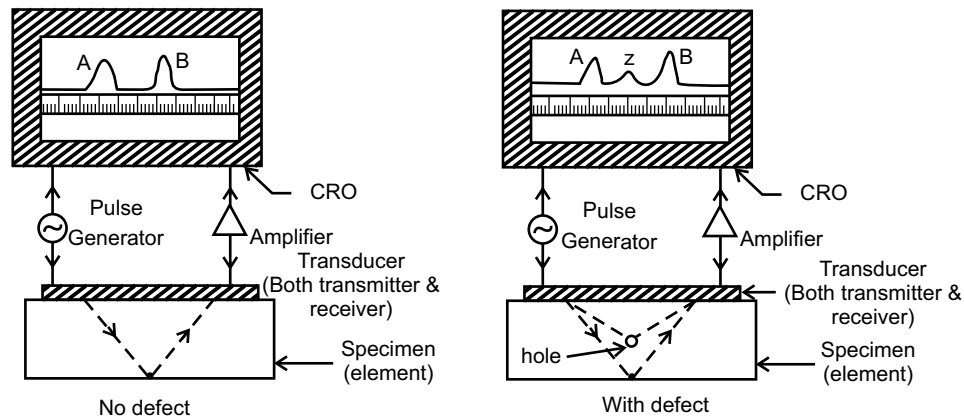 A
B
CRO
Pulse
Generator
Amplifier
Transducer
(Both transmitter &
receiver)
Specimen
(element)
No defect
A
z
B
CRO
Pulse
Generator
Amplifier
Transducer
(Both transmitter &
receiver)
hole
Specimen
(element)
With defect